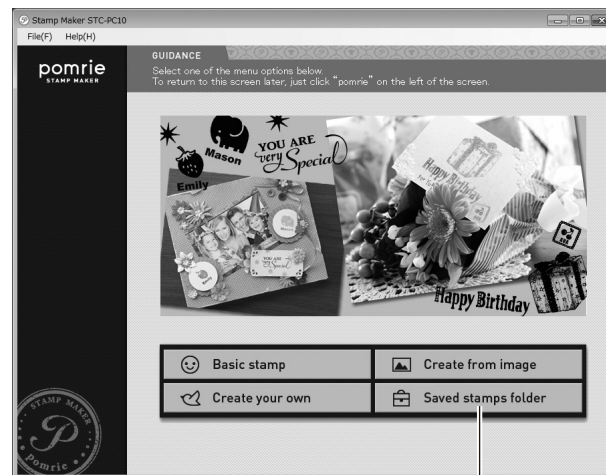 Stamp Maker STC-PC10
File(F) Help(H)
pomrie
STAMP MAKER
GUIDANCE
Select one of the menu options below.
To return to this screen later, just click "pomrie" on the left of the screen.
Mason
Emily
YOU ARE
very Special
Happy Birthday
Happy Birthday
Basic stamp
Create from image
Create your own
Saved stamps folder
STAMP MAKER
P
Pomrie